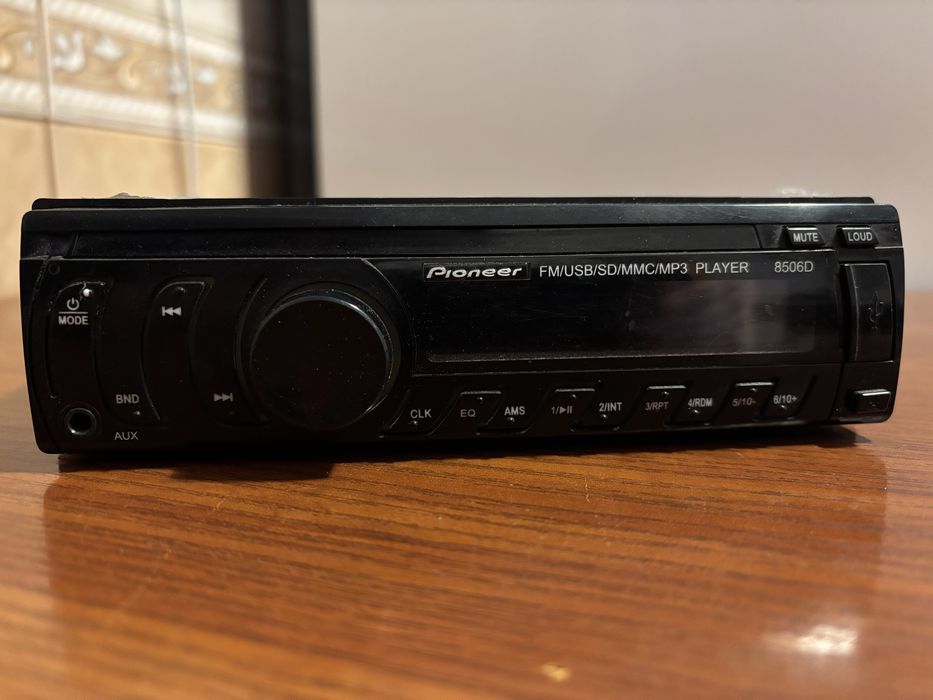 MUTE LOUD
Pioneer FM/USB/SD/MMC/MP3 PLAYER 8506D
MODE
BND
AUX
CLK EQ AMS 1/▶II 2/INT 3/RPT 4/RDM 5/10- 6/10+